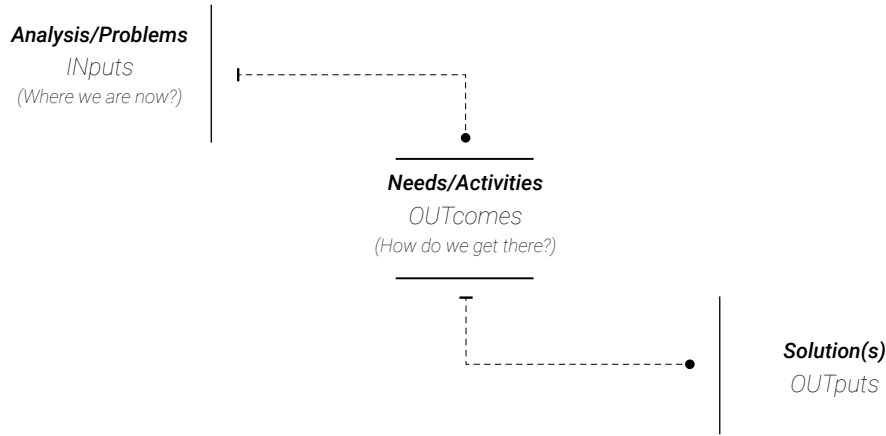 Analysis/Problems
INputs
(Where we are now?)
Needs/Activities
OUTcomes
(How do we get there?)
Solution(s)
OUTputs